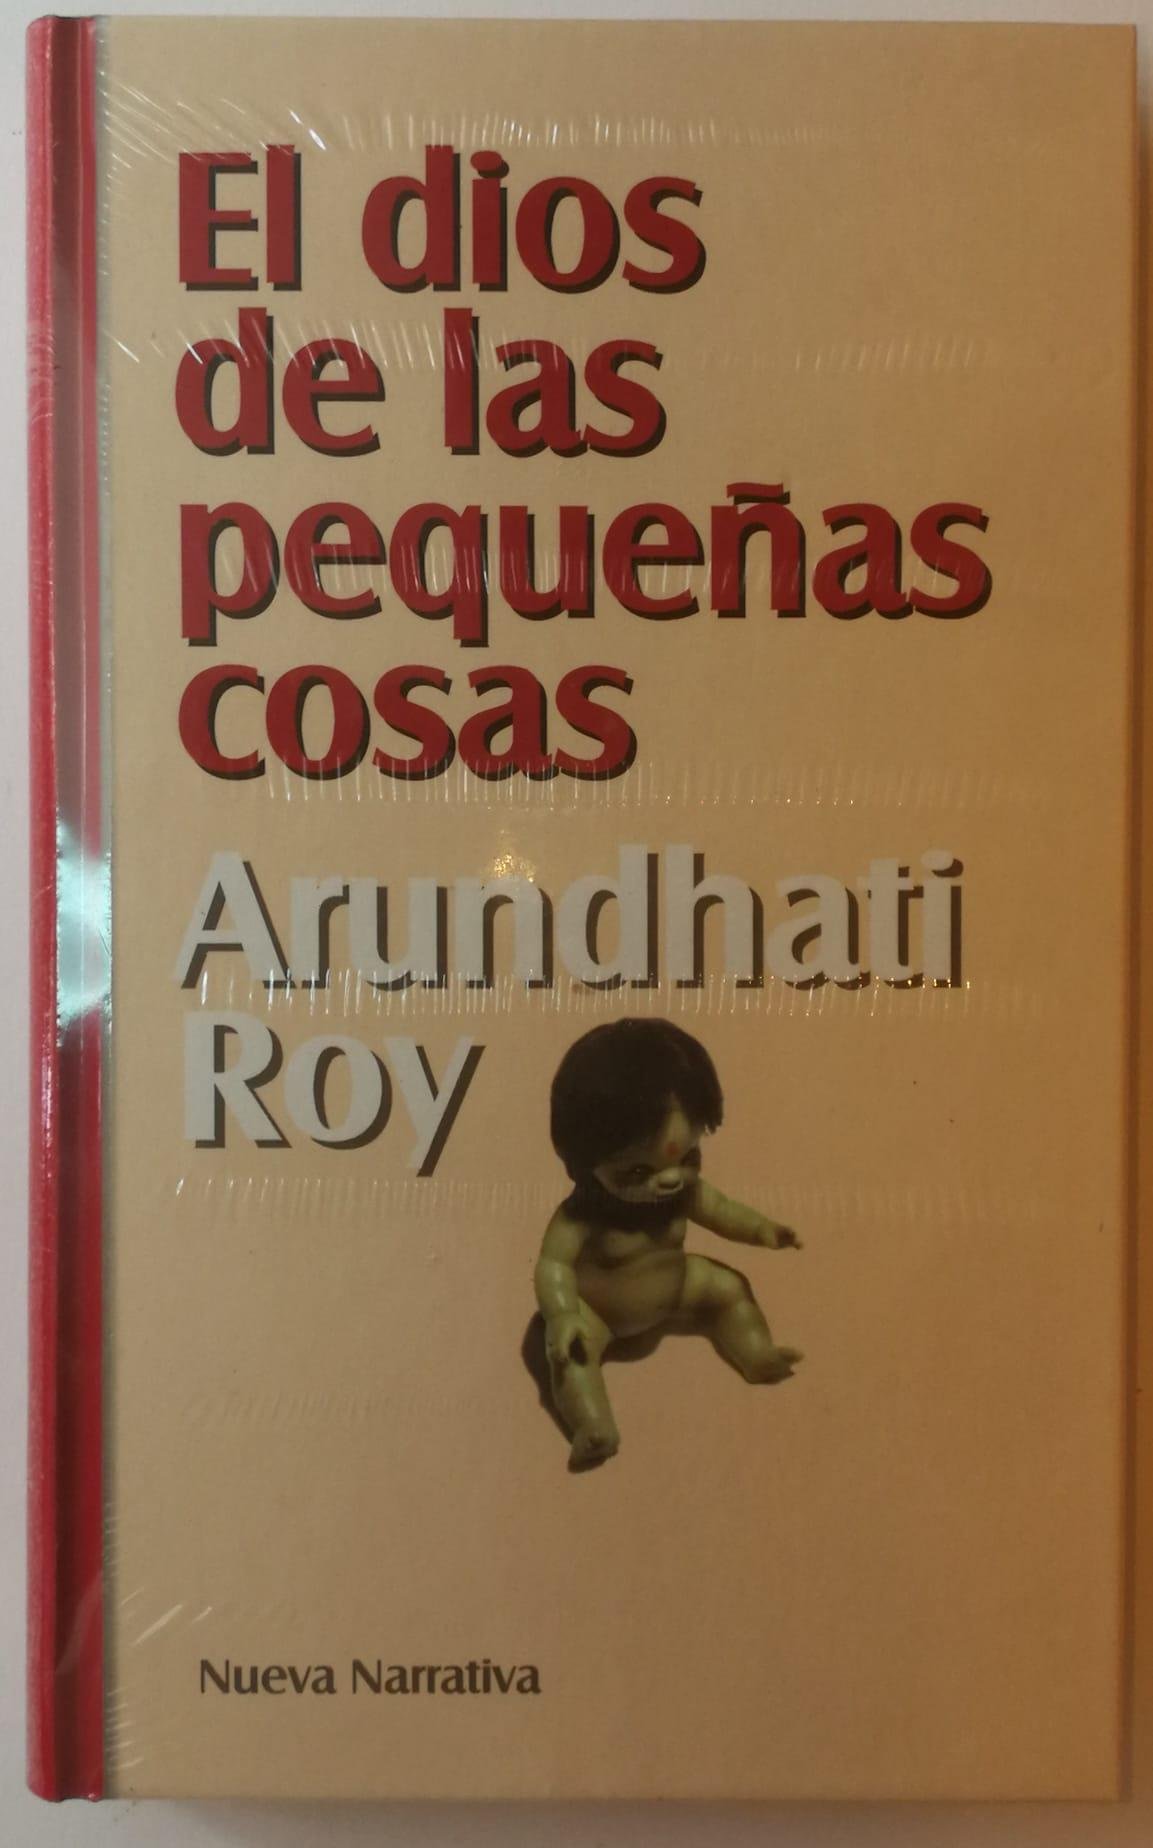 El dios
de las
pequeñas
cosas
Arundhati
Roy
Nueva Narrativa